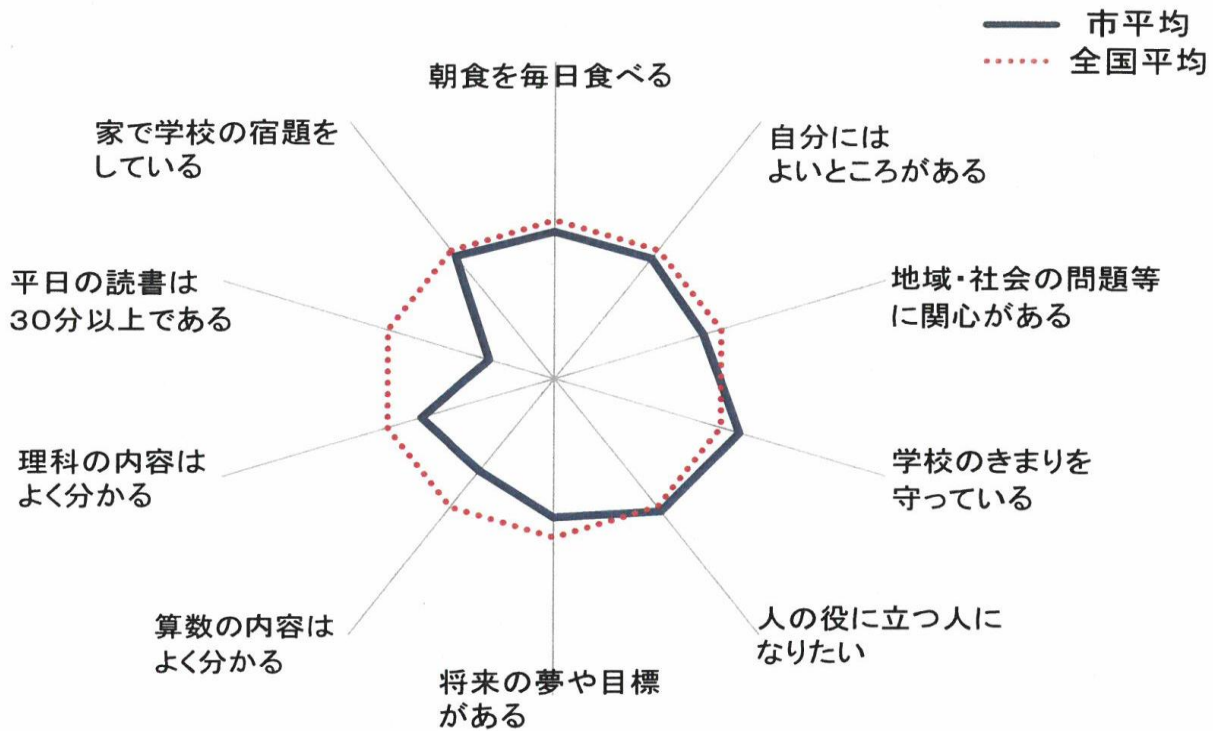 市平均
全国平均
朝食を毎日食べる
自分には
よいところがある
地域・社会の問題等
に関心がある
学校のきまりを
守っている
人の役に立つ人に
なりたい
将来の夢や目標
がある
算数の内容は
よく分かる
理科の内容は
よく分かる
平日の読書は
30分以上である
家で学校の宿題を
している